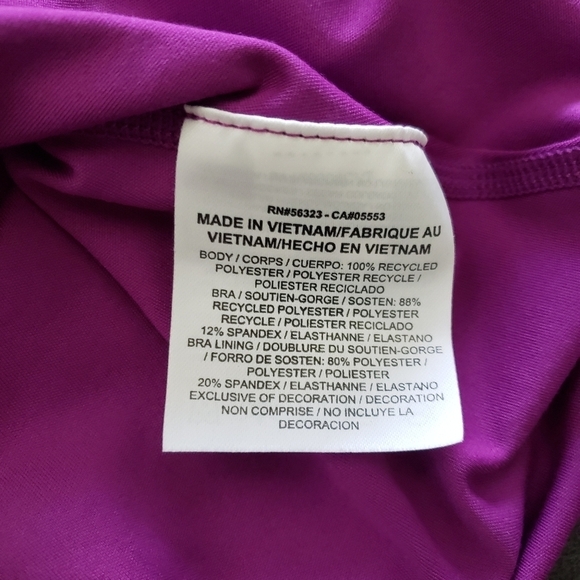 RN#56323 - CA#05553
MADE IN VIETNAM/FABRIQUE AU
VIETNAM/HECHO EN VIETNAM
BODY / CORPS / CUERPO: 100% RECYCLED
POLYESTER / POLYESTER RECYCLE /
POLIESTER RECICLADO
BRA / SOUTIEN-GORGE / SOSTEN: 88%
RECYCLED POLYESTER / POLYESTER
RECYCLE / POLIESTER RECICLADO
12% SPANDEX / ELASTHANNE / ELASTANO
BRA LINING / DOUBLURE DU SOUTIEN-GORGE
/ FORRO DE SOSTEN: 80% POLYESTER /
POLYESTER / POLIESTER
20% SPANDEX / ELASTHANNE / ELASTANO
EXCLUSIVE OF DECORATION / DECORATION
NON COMPRISE / NO INCLUYE LA
DECORACION